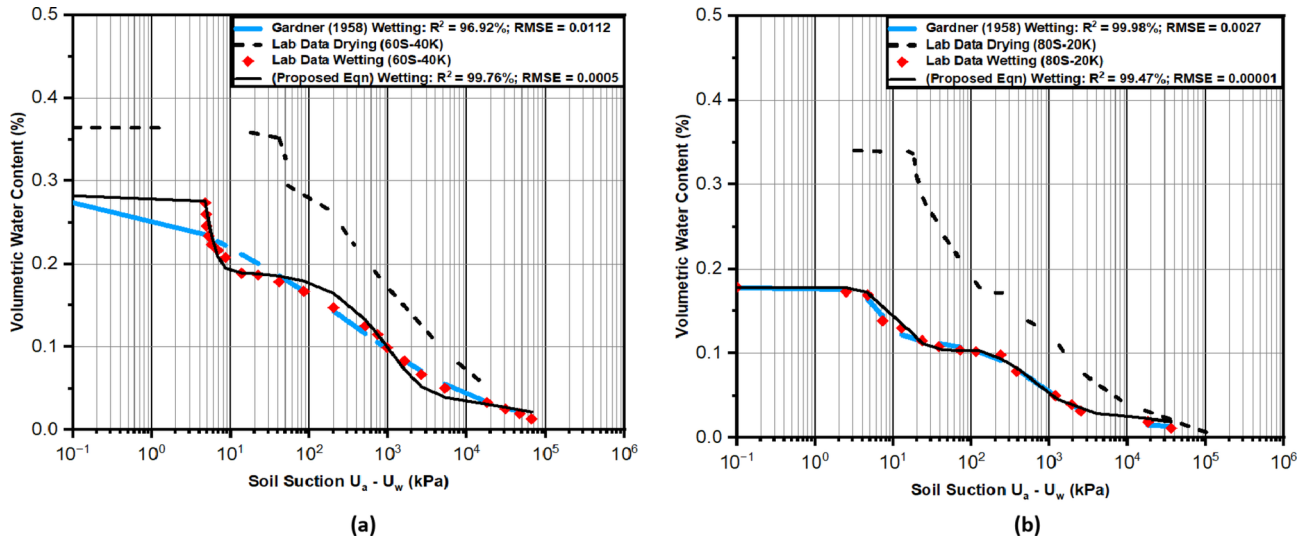 Gardner (1958) Wetting: R² = 96.92%; RMSE = 0.0112
Lab Data Drying (60S-40K)
Lab Data Wetting (60S-40K)
(Proposed Eqn) Wetting: R² = 99.76%; RMSE = 0.0005
Volumetric Water Content (%)
0.5
0.4
0.3
0.2
0.1
0.0
10⁻¹ 10⁰ 10¹ 10² 10³ 10⁴ 10⁵ 10⁶
Soil Suction Uₐ - U_w (kPa)
(a)
Gardner (1958) Wetting: R² = 99.98%; RMSE = 0.0027
Lab Data Drying (80S-20K)
Lab Data Wetting (80S-20K)
(Proposed Eqn) Wetting: R² = 99.47%; RMSE = 0.00001
Volumetric Water Content (%)
0.5
0.4
0.3
0.2
0.1
0.0
10⁻¹ 10⁰ 10¹ 10² 10³ 10⁴ 10⁵ 10⁶
Soil Suction Uₐ - U_w (kPa)
(b)